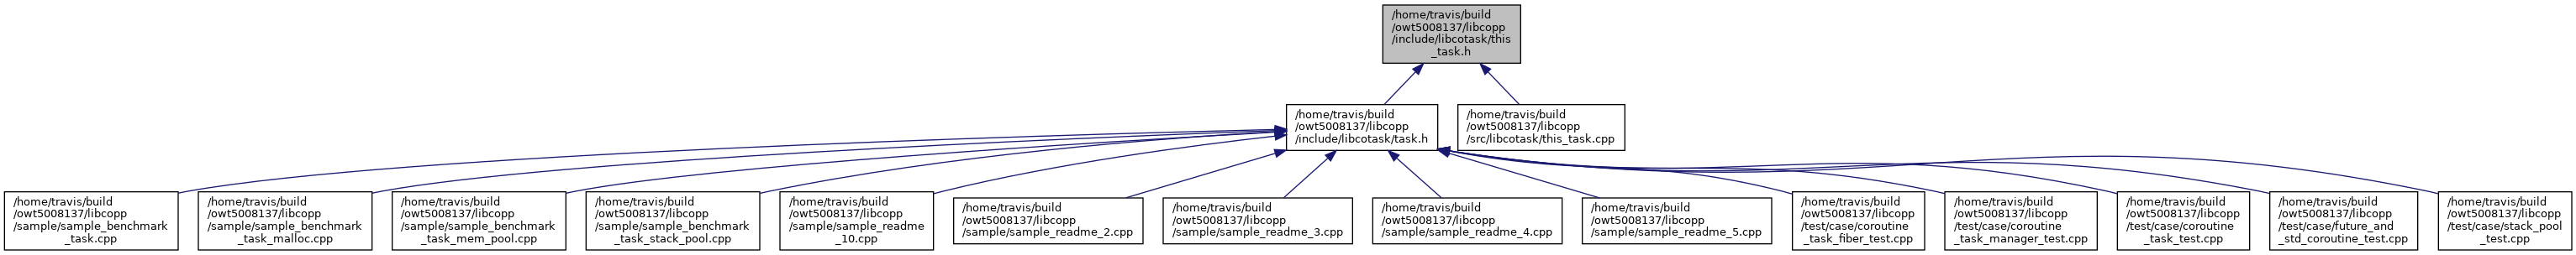 /home/travis/build
/owt5008137/libcopp
/include/libcotask/this
_task.h
/home/travis/build
/owt5008137/libcopp
/include/libcotask/task.h
/home/travis/build
/owt5008137/libcopp
/src/libcotask/this_task.cpp
/home/travis/build
/owt5008137/libcopp
/sample/sample_benchmark
_task.cpp
/home/travis/build
/owt5008137/libcopp
/sample/sample_benchmark
_task_malloc.cpp
/home/travis/build
/owt5008137/libcopp
/sample/sample_benchmark
_task_mem_pool.cpp
/home/travis/build
/owt5008137/libcopp
/sample/sample_benchmark
_task_stack_pool.cpp
/home/travis/build
/owt5008137/libcopp
/sample/sample_readme
_10.cpp
/home/travis/build
/owt5008137/libcopp
/sample/sample_readme_2.cpp
/home/travis/build
/owt5008137/libcopp
/sample/sample_readme_3.cpp
/home/travis/build
/owt5008137/libcopp
/sample/sample_readme_4.cpp
/home/travis/build
/owt5008137/libcopp
/sample/sample_readme_5.cpp
/home/travis/build
/owt5008137/libcopp
/test/case/coroutine
_task_fiber_test.cpp
/home/travis/build
/owt5008137/libcopp
/test/case/coroutine
_task_manager_test.cpp
/home/travis/build
/owt5008137/libcopp
/test/case/coroutine
_task_test.cpp
/home/travis/build
/owt5008137/libcopp
/test/case/future_and
_std_coroutine_test.cpp
/home/travis/build
/owt5008137/libcopp
/test/case/stack_pool
_test.cpp